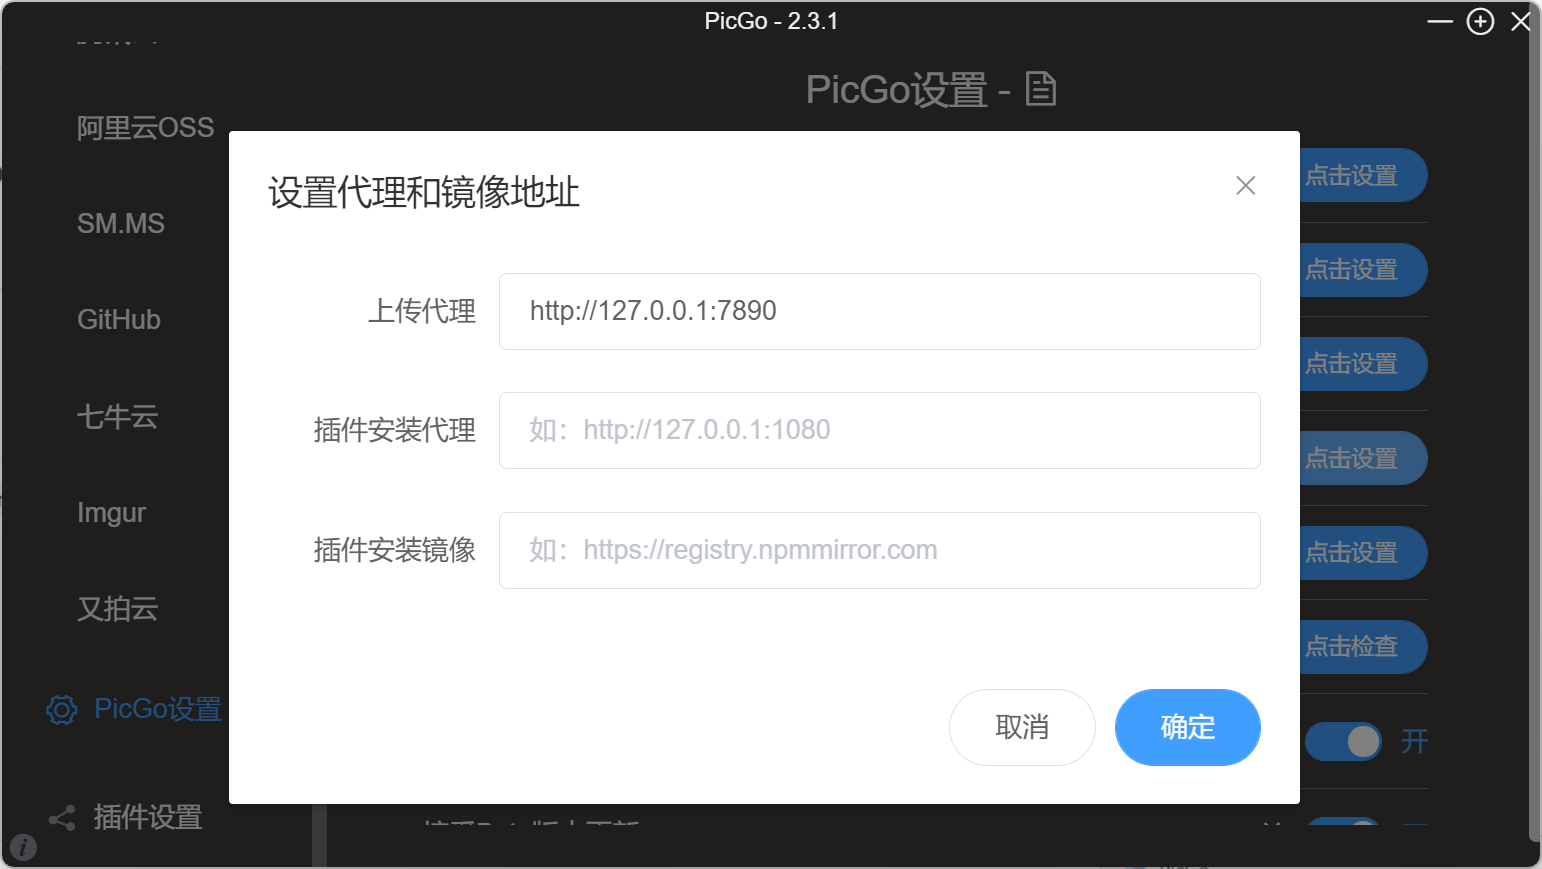 PicGo - 2.3.1
PicGo设置 -
阿里云OSS
SM.MS
GitHub
七牛云
Imgur
又拍云
PicGo设置
插件设置
设置代理和镜像地址
上传代理
http://127.0.0.1:7890
插件安装代理
如：http://127.0.0.1:1080
插件安装镜像
如：https://registry.npmmirror.com
取消
确定
点击设置
点击设置
点击设置
点击设置
点击设置
点击检查
开